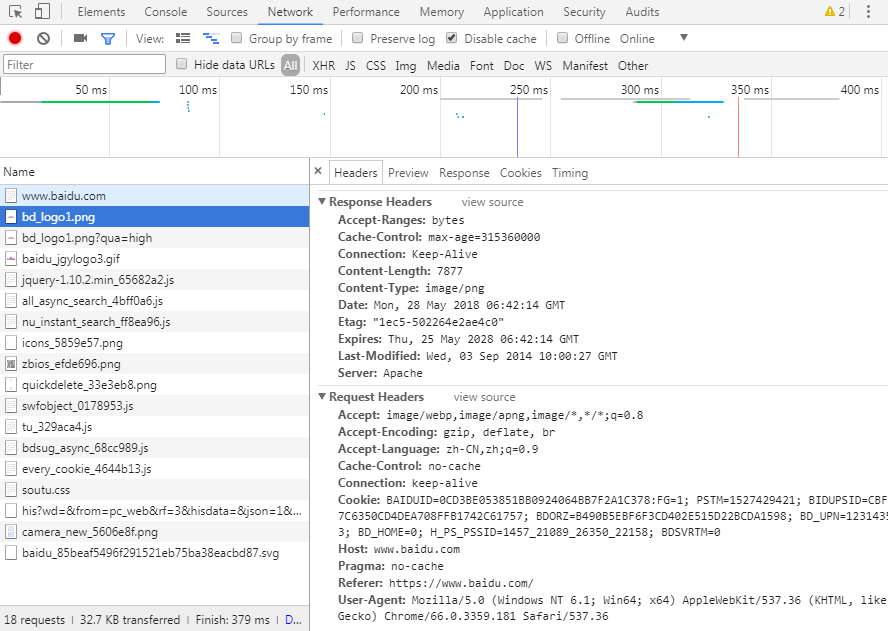 Elements Console Sources Network Performance Memory Application Security Audits 2
View: Group by frame Preserve log Disable cache Offline Online
Filter Hide data URLs All XHR JS CSS Img Media Font Doc WS Manifest Other
50 ms 100 ms 150 ms 200 ms 250 ms 300 ms 350 ms 400 ms
Name
www.baidu.com
bd_logo1.png
bd_logo1.png?qua=high
baidu_jgylogo3.gif
jquery-1.10.2.min_65682a2.js
all_async_search_4bff0a6.js
nu_instant_search_ff8ea96.js
icons_5859e57.png
zbios_efde696.png
quickdelete_33e3eb8.png
swfobject_0178953.js
tu_329aca4.js
bdsug_async_68cc989.js
every_cookie_4644b13.js
soutu.css
his?wd=&from=pc_web&rf=3&hisdata=&json=1&...
camera_new_5606e8f.png
baidu_85beaf5496f291521eb75ba38eacbd87.svg
18 requests | 32.7 KB transferred | Finish: 379 ms | D...
× Headers Preview Response Cookies Timing
Response Headers view source
Accept-Ranges: bytes
Cache-Control: max-age=315360000
Connection: Keep-Alive
Content-Length: 7877
Content-Type: image/png
Date: Mon, 28 May 2018 06:42:14 GMT
Etag: "1ec5-502264e2ae4c0"
Expires: Thu, 25 May 2028 06:42:14 GMT
Last-Modified: Wed, 03 Sep 2014 10:00:27 GMT
Server: Apache
Request Headers view source
Accept: image/webp,image/apng,image/*,*/*;q=0.8
Accept-Encoding: gzip, deflate, br
Accept-Language: zh-CN,zh;q=0.9
Cache-Control: no-cache
Connection: keep-alive
Cookie: BAIDUID=0CD3BE053851BB0924064BB7F2A1C378:FG=1; PSTM=1527429421; BIDUPSID=CBF
7C6350CD4DEA708FFB1742C61757; BDORZ=B490B5EBF6F3CD402E515D22BCDA1598; BD_UPN=1231435
3; BD_HOME=0; H_PS_PSSID=1457_21089_26350_22158; BDSVRTM=0
Host: www.baidu.com
Pragma: no-cache
Referer: https://www.baidu.com/
User-Agent: Mozilla/5.0 (Windows NT 6.1; Win64; x64) AppleWebKit/537.36 (KHTML, like
Gecko) Chrome/66.0.3359.181 Safari/537.36